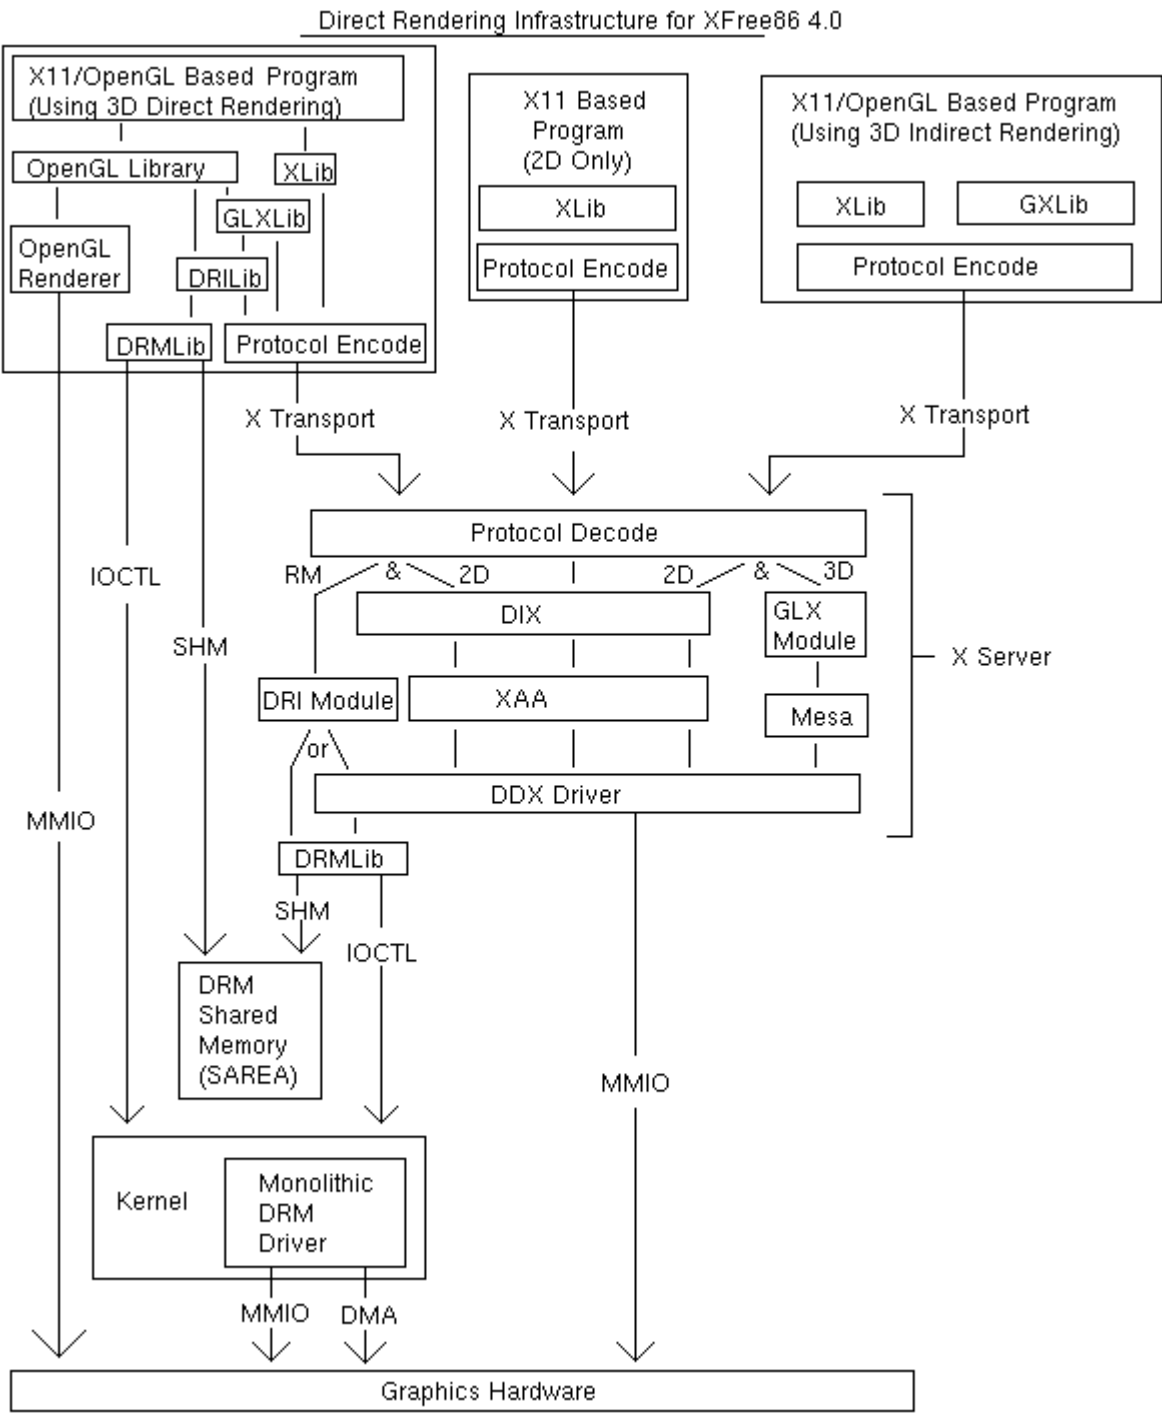 Direct Rendering Infrastructure for XFree86 4.0
X11/OpenGL Based Program
(Using 3D Direct Rendering)
OpenGL Library
XLib
GLXLib
OpenGL
Renderer
DRILib
DRMLib
Protocol Encode
X11 Based
Program
(2D Only)
XLib
Protocol Encode
X11/OpenGL Based Program
(Using 3D Indirect Rendering)
XLib
GXLib
Protocol Encode
X Transport
X Transport
X Transport
Protocol Decode
RM
&
2D
2D
&
3D
DIX
GLX
Module
DRI Module
XAA
Mesa
or
DDX Driver
X Server
DRMLib
IOCTL
SHM
MMIO
SHM
IOCTL
DRM
Shared
Memory
(SAREA)
MMIO
Kernel
Monolithic
DRM
Driver
MMIO
DMA
Graphics Hardware